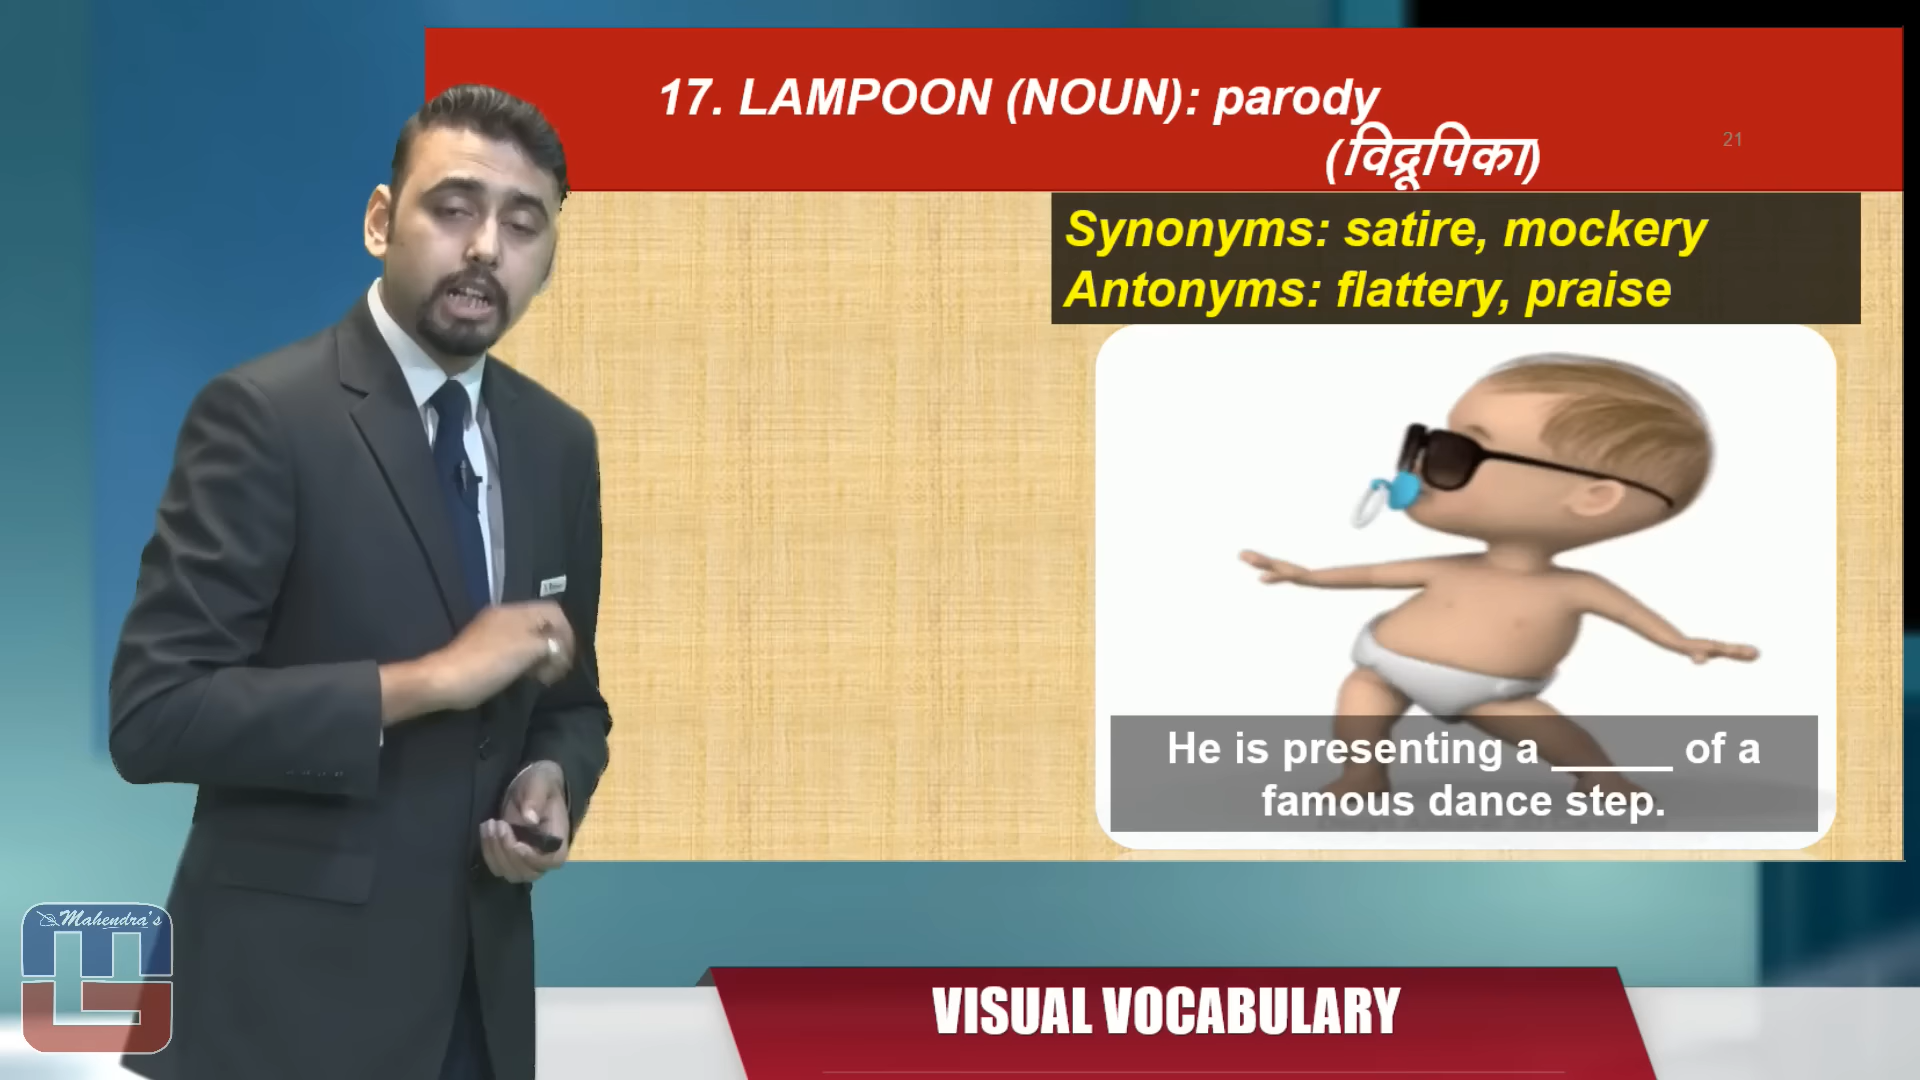 17. LAMPOON (NOUN): parody
(विद्रूपिका)
21
Synonyms: satire, mockery
Antonyms: flattery, praise
He is presenting a _____ of a
famous dance step.
Mahendra's
VISUAL VOCABULARY